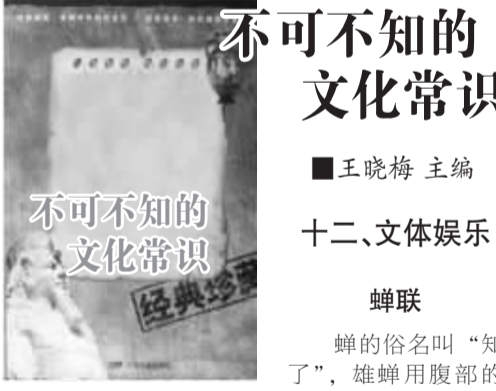 不可不知的
文化常识
经典珍藏
不可不知的
文化常识
■王晓梅 主编
十二、文体娱乐
蝉联
蝉的俗名叫“知
了”，雄蝉用腹部的